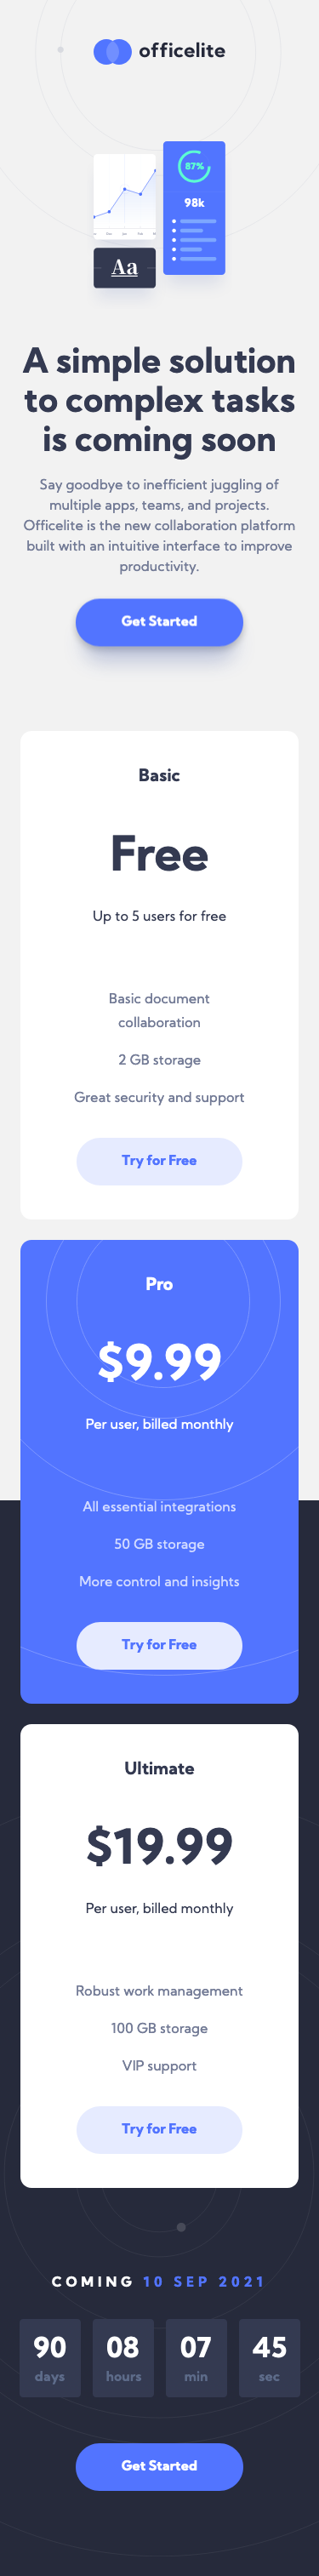 officelite
87%
98k
Aa
A simple solution
to complex tasks
is coming soon
Say goodbye to inefficient juggling of
multiple apps, teams, and projects.
Officelite is the new collaboration platform
built with an intuitive interface to improve
productivity.
Get Started
Basic
Free
Up to 5 users for free
Basic document
collaboration
2 GB storage
Great security and support
Try for Free
Pro
$9.99
Per user, billed monthly
All essential integrations
50 GB storage
More control and insights
Try for Free
Ultimate
$19.99
Per user, billed monthly
Robust work management
100 GB storage
VIP support
Try for Free
COMING 10 SEP 2021
90 08 07 45
days hours min sec
Get Started